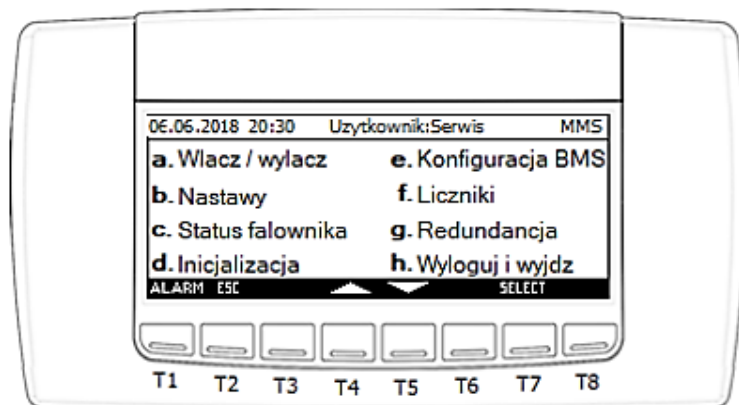 06.06.2018 20:30 Uzytkownik:Serwis MMS
a. Wlacz / wylacz e. Konfiguracja BMS
b. Nastawy f. Liczniki
c. Status falownika g. Redundancja
d. Inicjalizacja h. Wyloguj i wyjdz
ALARM ESC SELECT
T1 T2 T3 T4 T5 T6 T7 T8